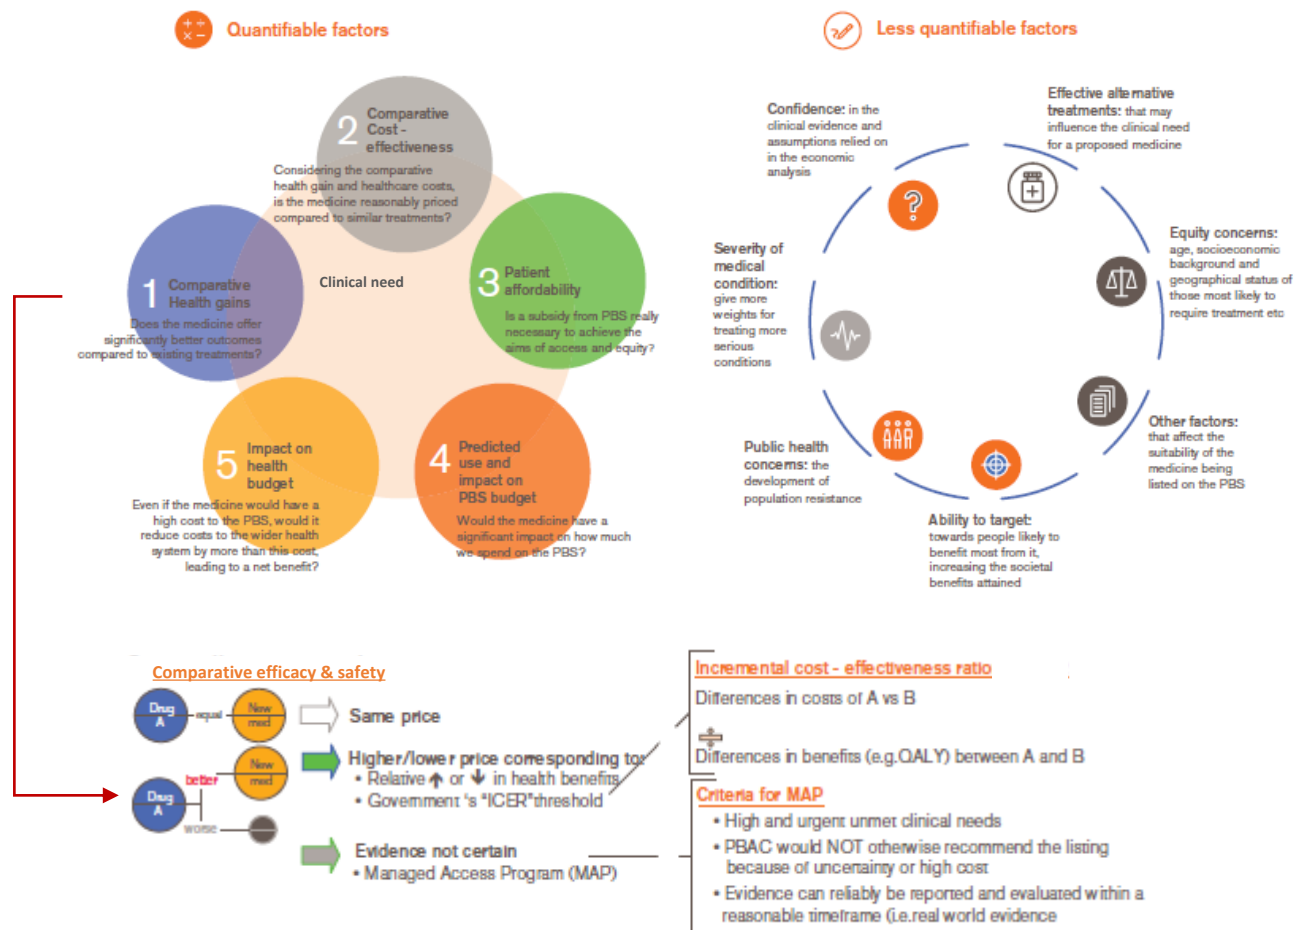 Quantifiable factors
2 Comparative
Cost -
effectiveness
Considering the comparative
health gain and healthcare costs,
is the medicine reasonably priced
compared to similar treatments?
1 Comparative
Health gains
Does the medicine offer
significantly better outcomes
compared to existing treatments?
Clinical need
3 Patient
affordability
Is a subsidy from PBS really
necessary to achieve the
aims of access and equity?
5 Impact on
health
budget
Even if the medicine would have a
high cost to the PBS, would it
reduce costs to the wider health
system by more than this cost,
leading to a net benefit?
4 Predicted
use and
impact on
PBS budget
Would the medicine have a
significant impact on how much
we spend on the PBS?
Less quantifiable factors
Confidence: in the
clinical evidence and
assumptions relied on
in the economic
analysis
Effective alternative
treatments: that may
influence the clinical need
for a proposed medicine
Severity of
medical
condition:
give more
weights for
treating more
serious
conditions
Equity concerns:
age, socioeconomic
background and
geographical status of
those most likely to
require treatment etc
Public health
concerns: the
development of
population resistance
Other factors:
that affect the
suitability of the
medicine being
listed on the PBS
Ability to target:
towards people likely to
benefit most from it,
increasing the societal
benefits attained
Comparative efficacy & safety
Drug
A
equal
New
med
Same price
Drug
A
better
New
med
worse
Higher/lower price corresponding to:
• Relative ↑ or ↓ in health benefits
• Government 's "ICER"threshold
Evidence not certain
• Managed Access Program (MAP)
Incremental cost - effectiveness ratio
Differences in costs of A vs B
÷
Differences in benefits (e.g.QALY) between A and B
Criteria for MAP
• High and urgent unmet clinical needs
• PBAC would NOT otherwise recommend the listing
because of uncertainty or high cost
• Evidence can reliably be reported and evaluated within a
reasonable timeframe (i.e.real world evidence